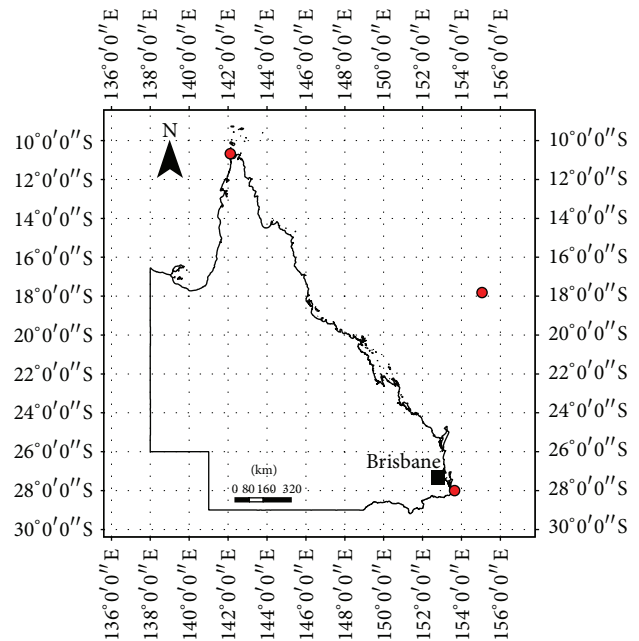 136°0′0″E 138°0′0″E 140°0′0″E 142°0′0″E 144°0′0″E 146°0′0″E 148°0′0″E 150°0′0″E 152°0′0″E 154°0′0″E 156°0′0″E
N
10°0′0″S 10°0′0″S
12°0′0″S 12°0′0″S
14°0′0″S 14°0′0″S
16°0′0″S 16°0′0″S
18°0′0″S 18°0′0″S
20°0′0″S 20°0′0″S
22°0′0″S 22°0′0″S
24°0′0″S 24°0′0″S
26°0′0″S 26°0′0″S
Brisbane
(km)
0 80 160 320
28°0′0″S 28°0′0″S
30°0′0″S 30°0′0″S
136°0′0″E 138°0′0″E 140°0′0″E 142°0′0″E 144°0′0″E 146°0′0″E 148°0′0″E 150°0′0″E 152°0′0″E 154°0′0″E 156°0′0″E